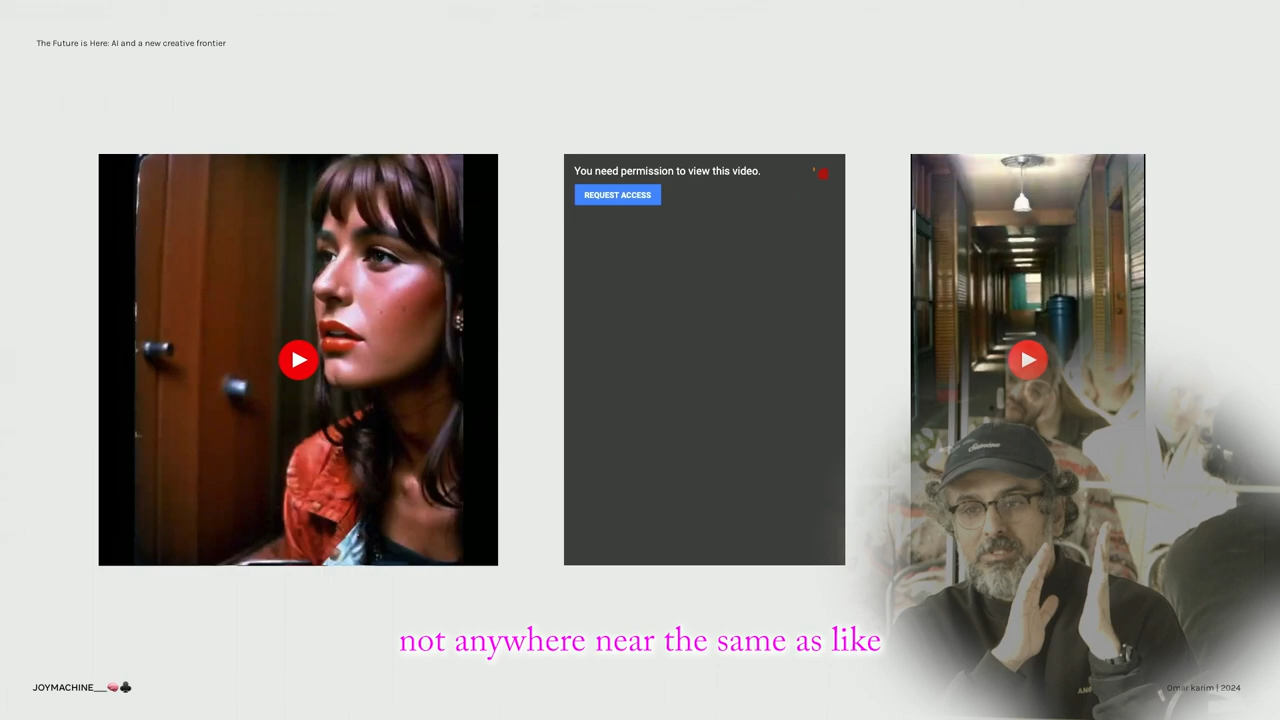 The Future is Here: AI and a new creative frontier
You need permission to view this video.
REQUEST ACCESS
not anywhere near the same as like
JOYMACHINE__🧠♣
Omar karim | 2024